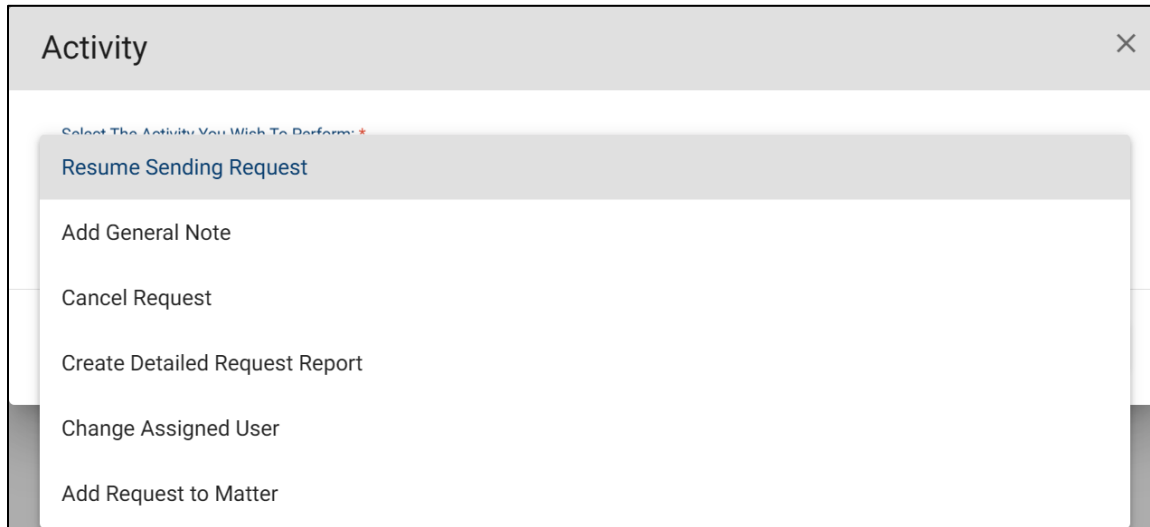 Activity
Select The Activity You Wish To Perform: *
Resume Sending Request
Add General Note
Cancel Request
Create Detailed Request Report
Change Assigned User
Add Request to Matter